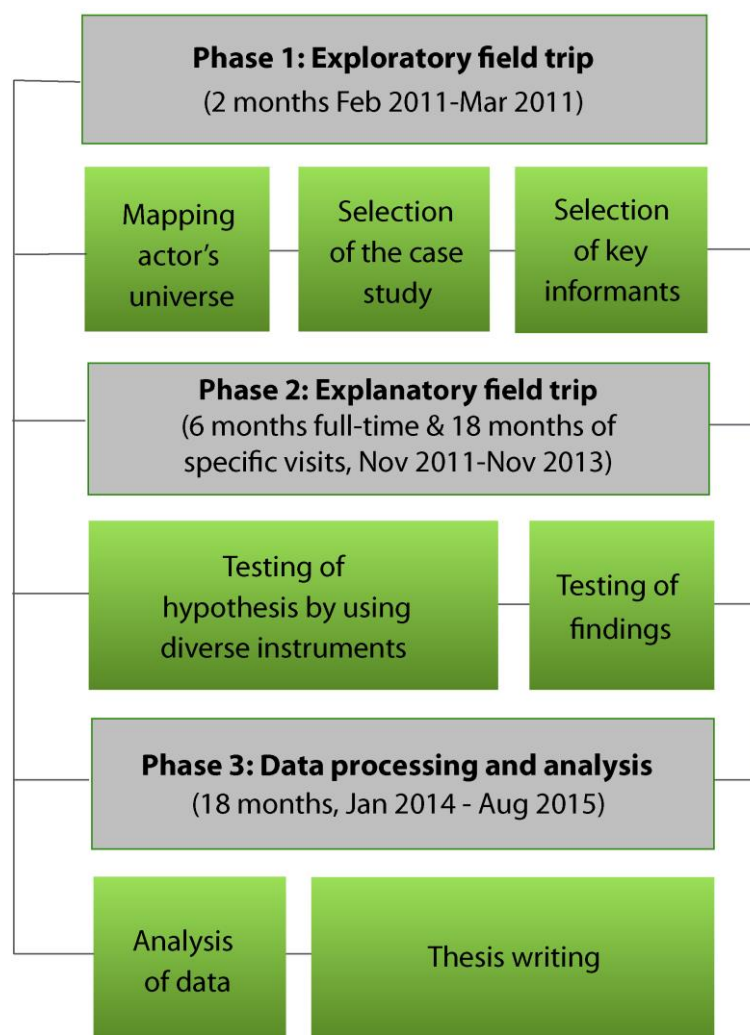 Phase 1: Exploratory field trip
(2 months Feb 2011-Mar 2011)
Mapping
actor's
universe
Selection
of the case
study
Selection
of key
informants
Phase 2: Explanatory field trip
(6 months full-time & 18 months of
specific visits, Nov 2011-Nov 2013)
Testing of
hypothesis by using
diverse instruments
Testing of
findings
Phase 3: Data processing and analysis
(18 months, Jan 2014 - Aug 2015)
Analysis
of data
Thesis writing